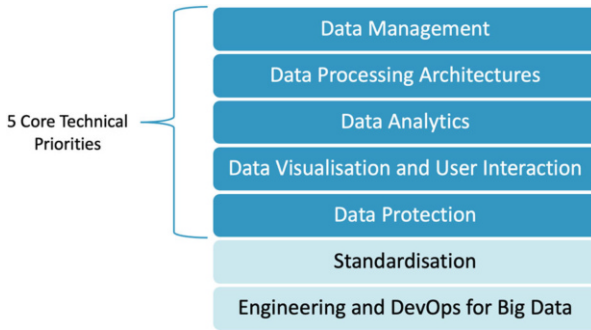 Data Management
Data Processing Architectures
5 Core Technical
Priorities
Data Analytics
Data Visualisation and User Interaction
Data Protection
Standardisation
Engineering and DevOps for Big Data